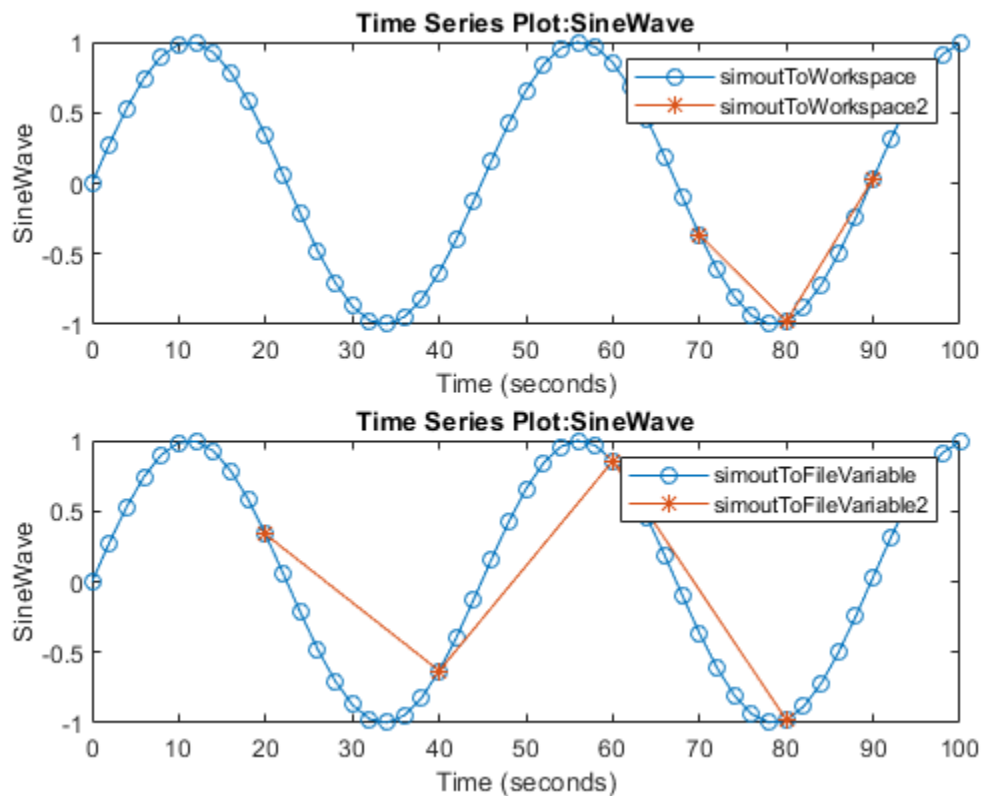 Time Series Plot:SineWave
1
0.5
0
-0.5
-1
SineWave
simoutToWorkspace
simoutToWorkspace2
0 10 20 30 40 50 60 70 80 90 100
Time (seconds)
Time Series Plot:SineWave
1
0.5
0
-0.5
-1
SineWave
simoutToFileVariable
simoutToFileVariable2
0 10 20 30 40 50 60 70 80 90 100
Time (seconds)